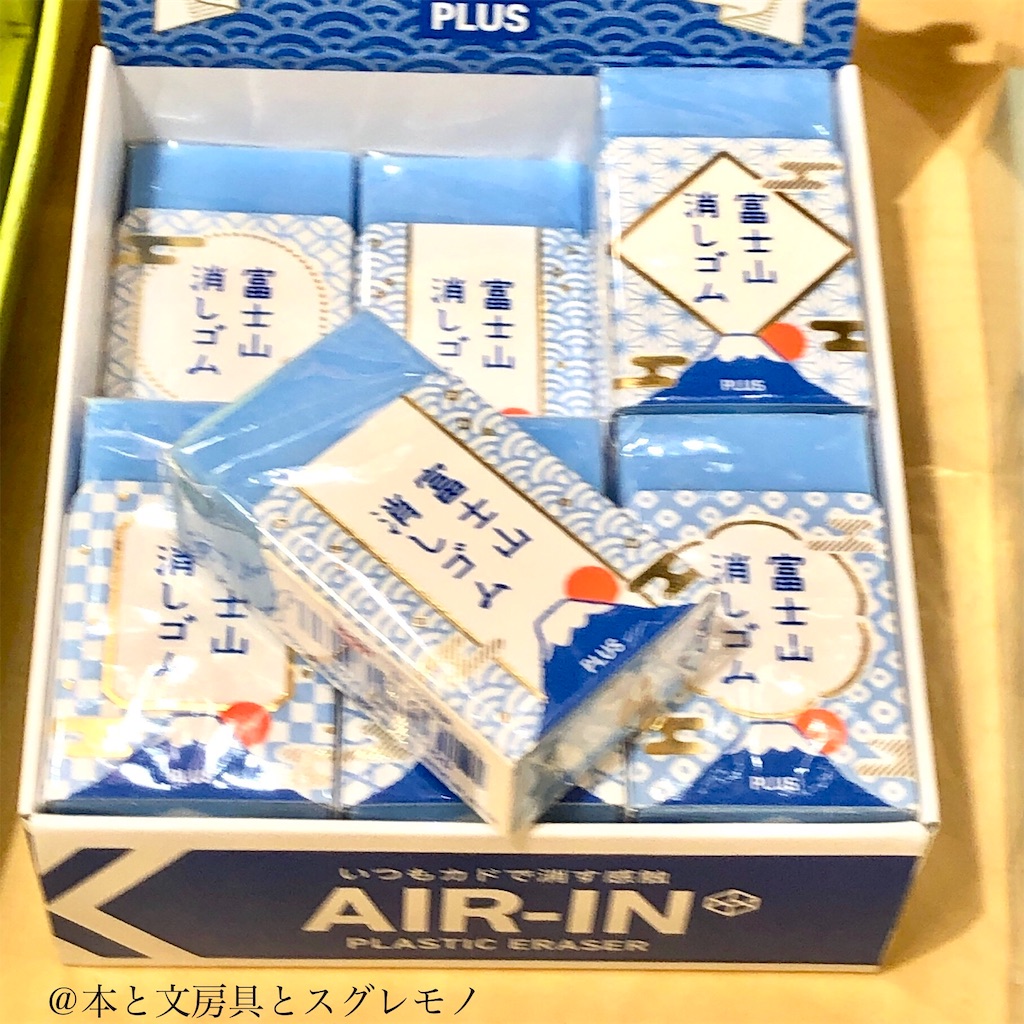 PLUS
富士山
消しゴム
富士山
消しゴ
富士山
消しゴム
PLUS
富士山
消しゴム
PLUS
士山
消しゴム
PLUS
富士山
消しゴム
PLUS
いつもカドで消す感触
AIR-IN
PLASTIC ERASER
@本と文房具とスグレモノ